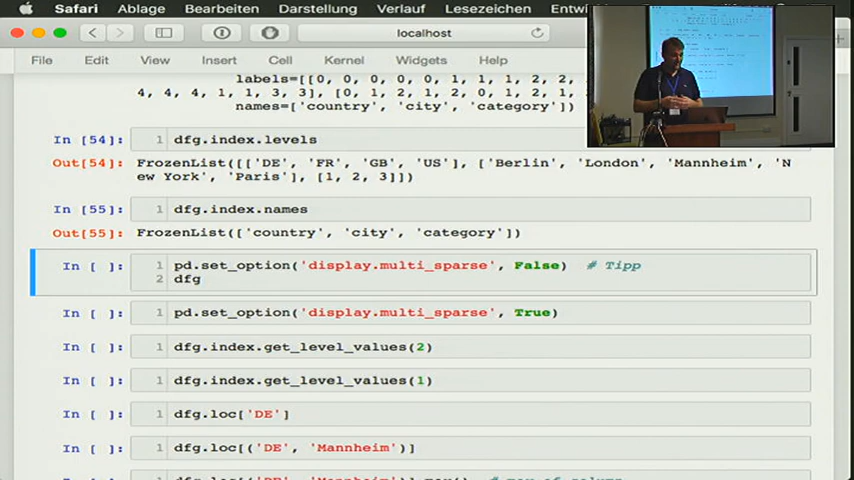 Safari Ablage Bearbeiten Darstellung Verlauf Lesezeichen
localhost
File Edit View Insert Cell Kernel Widgets Help
labels=[[0, 0, 0, 0, 0, 1, 1, 1, 2, 2,
4, 4, 4, 1, 1, 3, 3], [0, 1, 2, 0,
names=['country', 'city', 'category'])
In [54]: 1 dfg.index.levels
Out[54]: FrozenList([['DE', 'FR', 'GB', 'US'], ['Berlin', 'London', 'Mannheim', 'N
ew York', 'Paris'], [1, 2, 3]])
In [55]: 1 dfg.index.names
Out[55]: FrozenList(['country', 'city', 'category'])
In [ ]: 1 pd.set_option('display.multi_sparse', False) # Tipp
2 dfg
In [ ]: 1 pd.set_option('display.multi_sparse', True)
In [ ]: 1 dfg.index.get_level_values(2)
In [ ]: 1 dfg.index.get_level_values(1)
In [ ]: 1 dfg.loc['DE']
In [ ]: 1 dfg.loc[('DE', 'Mannheim')]